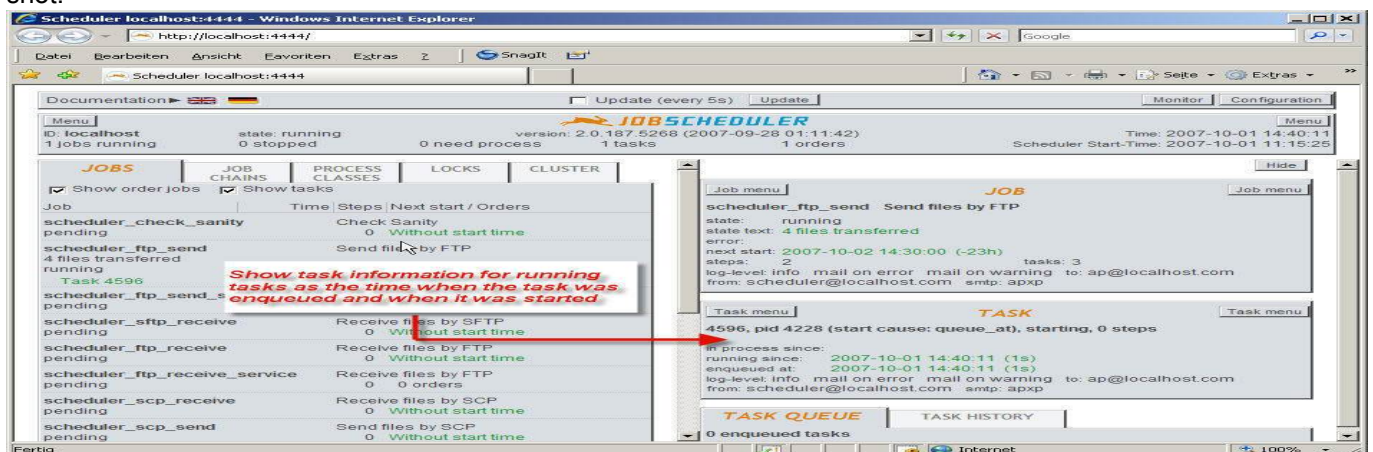 shot.
Scheduler localhost:4444 - Windows Internet Explorer
http://localhost:4444/
Google
Datei Bearbeiten Ansicht Favoriten Extras ? SnagIt
Scheduler localhost:4444
Seite Extras
Documentation
Update (every 5s) Update
Monitor Configuration
Menu
JOBSCHEDULER
Menu
ID: localhost state: running version: 2.0.187.5268 (2007-09-28 01:11:42) Time: 2007-10-01 14:40:11
1 jobs running 0 stopped 0 need process 1 tasks 1 orders Scheduler Start-Time: 2007-10-01 11:15:25
JOBS JOB CHAINS PROCESS CLASSES LOCKS CLUSTER
Show order jobs Show tasks
Job Time Steps Next start / Orders
scheduler_check_sanity Check Sanity
pending 0 Without start time
scheduler_ftp_send Send files by FTP
4 files transferred
running
Task 4596
scheduler_ftp_send_s
pending
Show task information for running
tasks as the time when the task was
enqueued and when it was started
scheduler_sftp_receive Receive files by SFTP
pending 0 Without start time
scheduler_ftp_receive Receive files by FTP
pending 0 Without start time
scheduler_ftp_receive_service Receive files by FTP
pending 0 0 orders
scheduler_scp_receive Receive files by SCP
pending 0 Without start time
scheduler_scp_send Send files by SCP
pending 0 Without start time
Hide
Job menu JOB Job menu
scheduler_ftp_send Send files by FTP
state: running
state text: 4 files transferred
error:
next start: 2007-10-02 14:30:00 (-23h)
steps: 2 tasks: 3
log-level: info mail on error mail on warning to: ap@localhost.com
from: scheduler@localhost.com smtp: apxp
Task menu TASK Task menu
4596, pid 4228 (start cause: queue_at), starting, 0 steps
in process since:
running since: 2007-10-01 14:40:11 (1s)
enqueued at: 2007-10-01 14:40:11 (1s)
log-level: info mail on error mail on warning to: ap@localhost.com
from: scheduler@localhost.com smtp: apxp
TASK QUEUE TASK HISTORY
0 enqueued tasks
Fertig Internet 100%